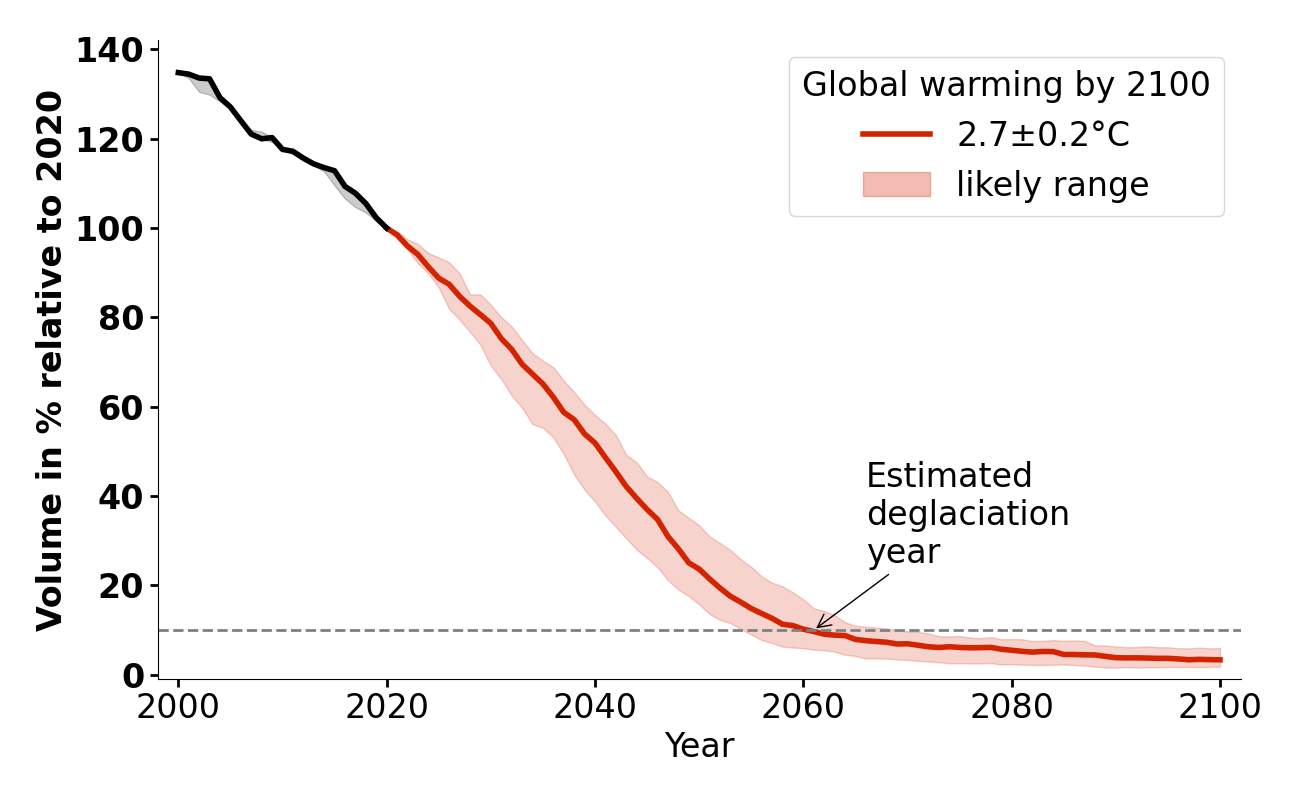 Volume in % relative to 2020
140
120
100
80
60
40
20
0
Global warming by 2100
2.7±0.2°C
likely range
Estimated
deglaciation
year
2000 2020 2040 2060 2080 2100
Year